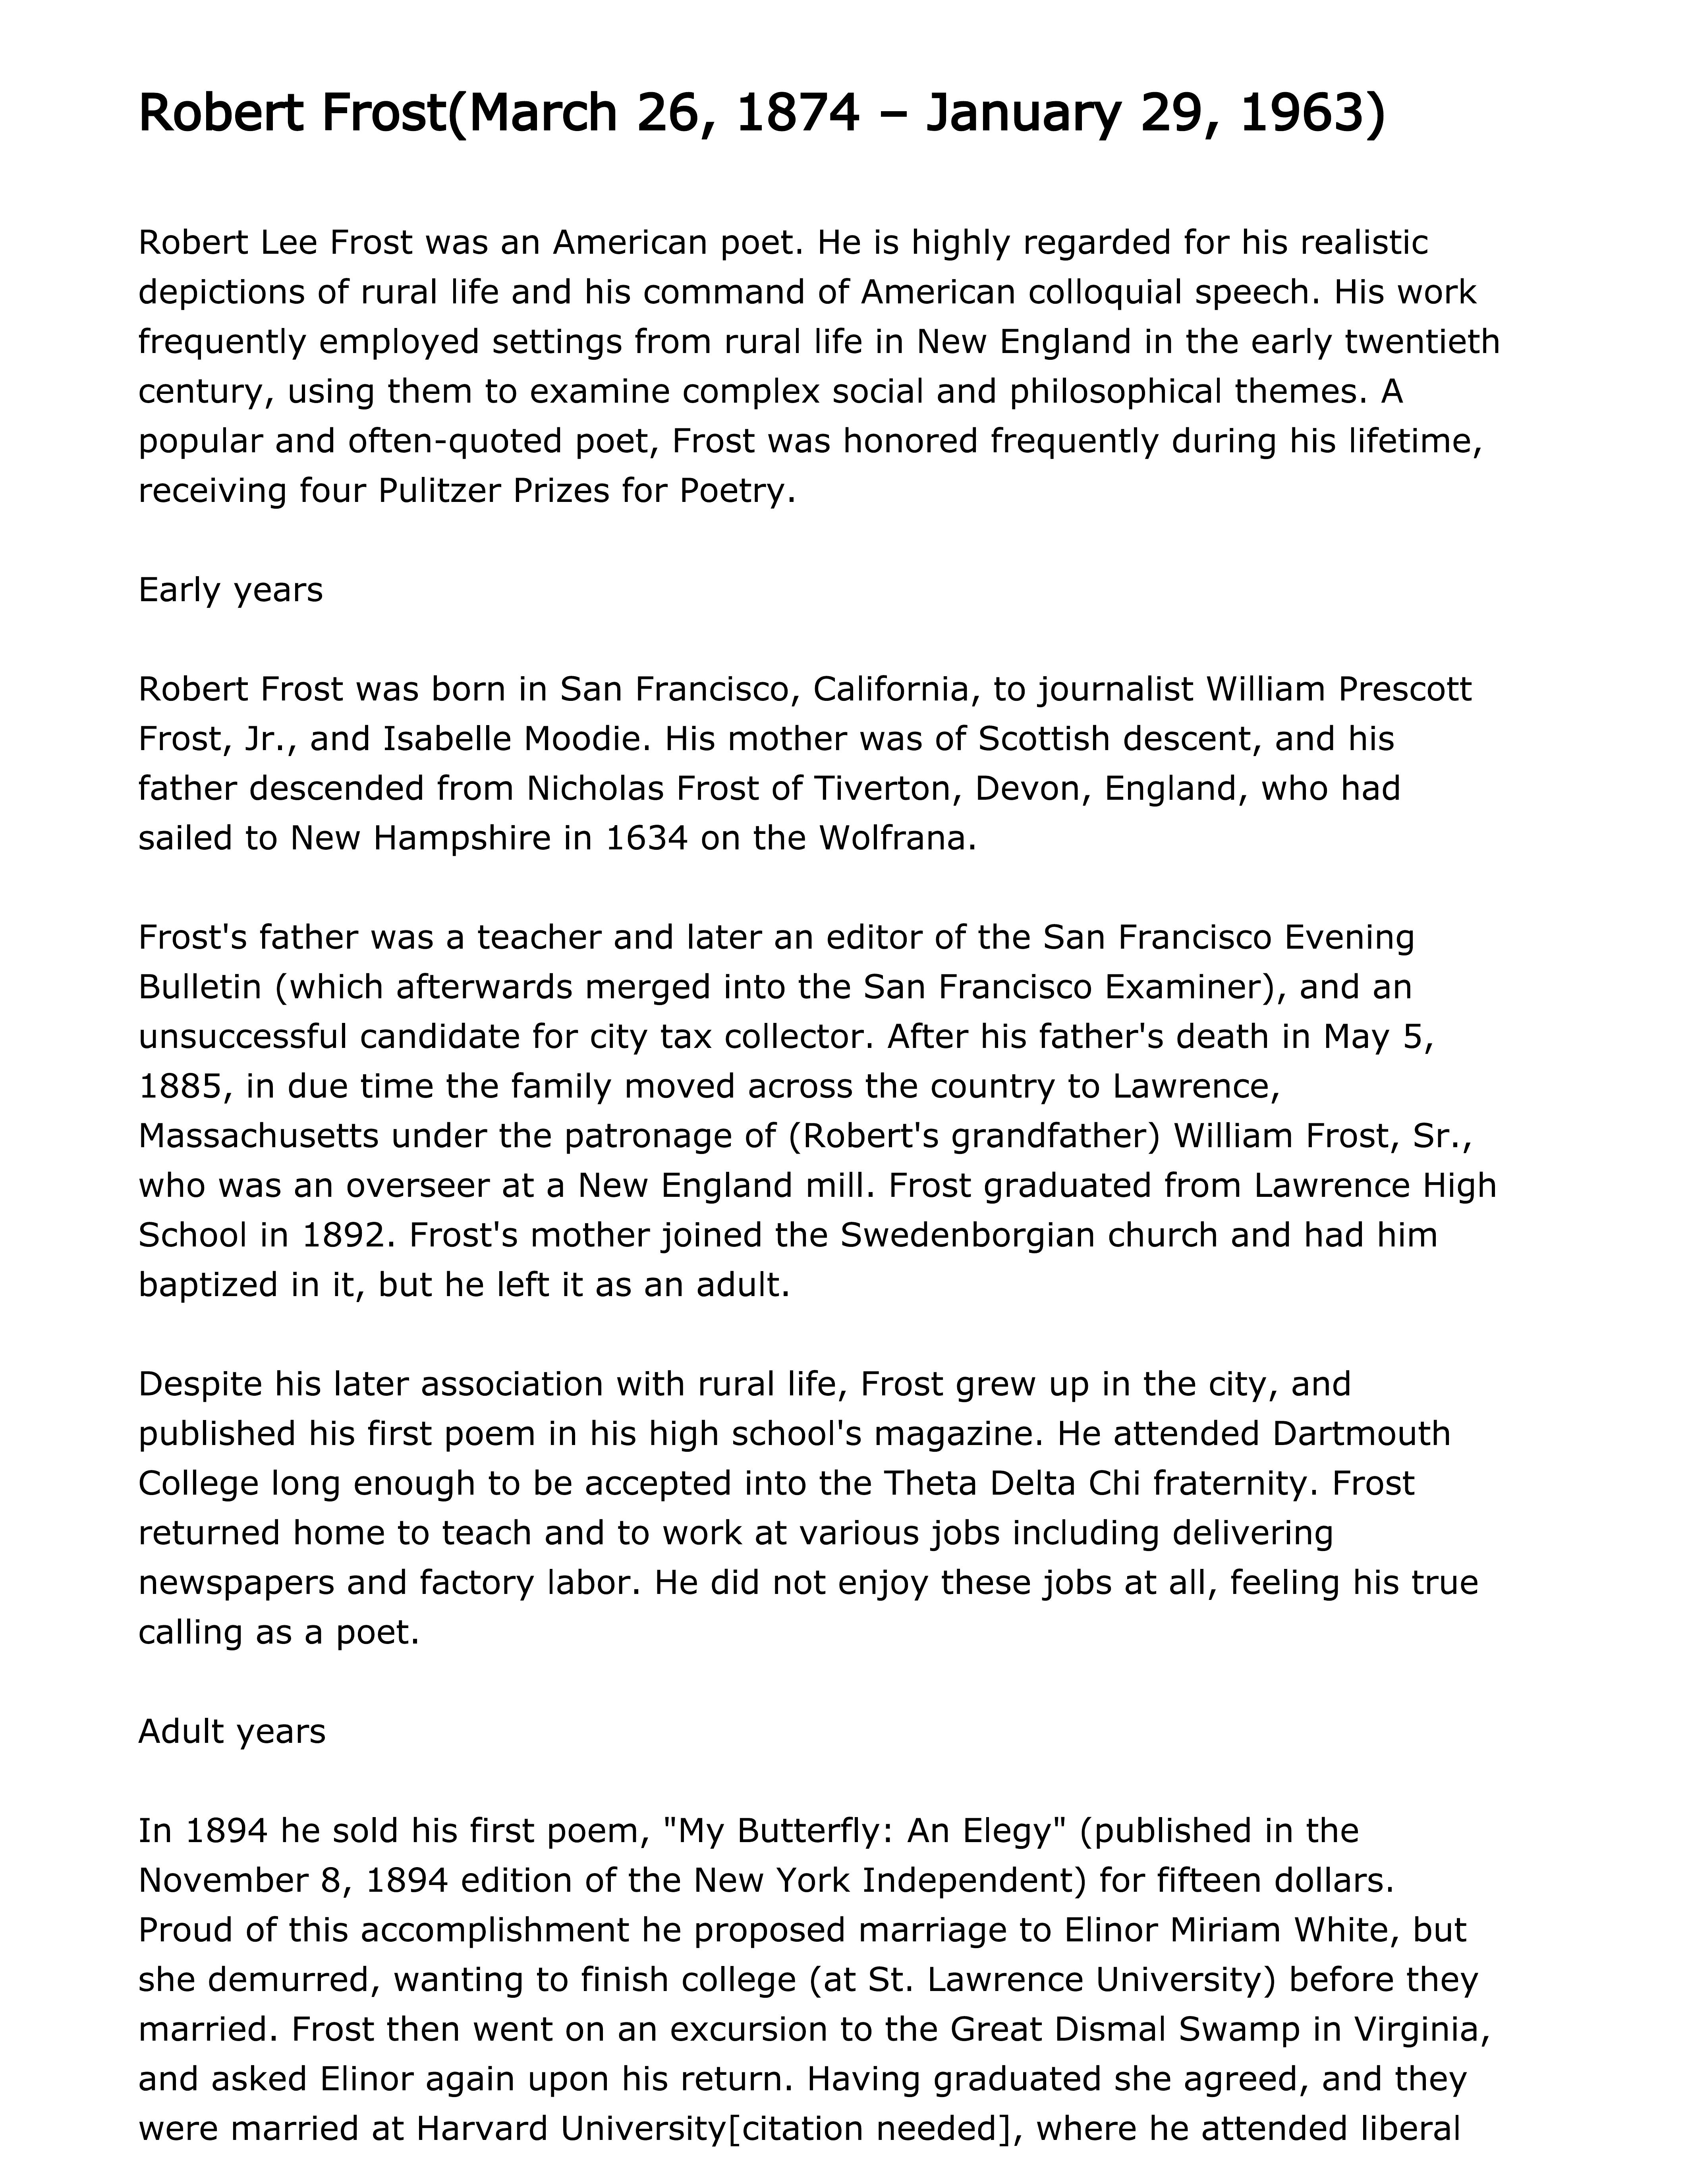 Robert Frost(March 26, 1874 – January 29, 1963)
Robert Lee Frost was an American poet. He is highly regarded for his realistic
depictions of rural life and his command of American colloquial speech. His work
frequently employed settings from rural life in New England in the early twentieth
century, using them to examine complex social and philosophical themes. A
popular and often-quoted poet, Frost was honored frequently during his lifetime,
receiving four Pulitzer Prizes for Poetry.
Early years
Robert Frost was born in San Francisco, California, to journalist William Prescott
Frost, Jr., and Isabelle Moodie. His mother was of Scottish descent, and his
father descended from Nicholas Frost of Tiverton, Devon, England, who had
sailed to New Hampshire in 1634 on the Wolfrana.
Frost's father was a teacher and later an editor of the San Francisco Evening
Bulletin (which afterwards merged into the San Francisco Examiner), and an
unsuccessful candidate for city tax collector. After his father's death in May 5,
1885, in due time the family moved across the country to Lawrence,
Massachusetts under the patronage of (Robert's grandfather) William Frost, Sr.,
who was an overseer at a New England mill. Frost graduated from Lawrence High
School in 1892. Frost's mother joined the Swedenborgian church and had him
baptized in it, but he left it as an adult.
Despite his later association with rural life, Frost grew up in the city, and
published his first poem in his high school's magazine. He attended Dartmouth
College long enough to be accepted into the Theta Delta Chi fraternity. Frost
returned home to teach and to work at various jobs including delivering
newspapers and factory labor. He did not enjoy these jobs at all, feeling his true
calling as a poet.
Adult years
In 1894 he sold his first poem, "My Butterfly: An Elegy" (published in the
November 8, 1894 edition of the New York Independent) for fifteen dollars.
Proud of this accomplishment he proposed marriage to Elinor Miriam White, but
she demurred, wanting to finish college (at St. Lawrence University) before they
married. Frost then went on an excursion to the Great Dismal Swamp in Virginia,
and asked Elinor again upon his return. Having graduated she agreed, and they
were married at Harvard University[citation needed], where he attended liberal